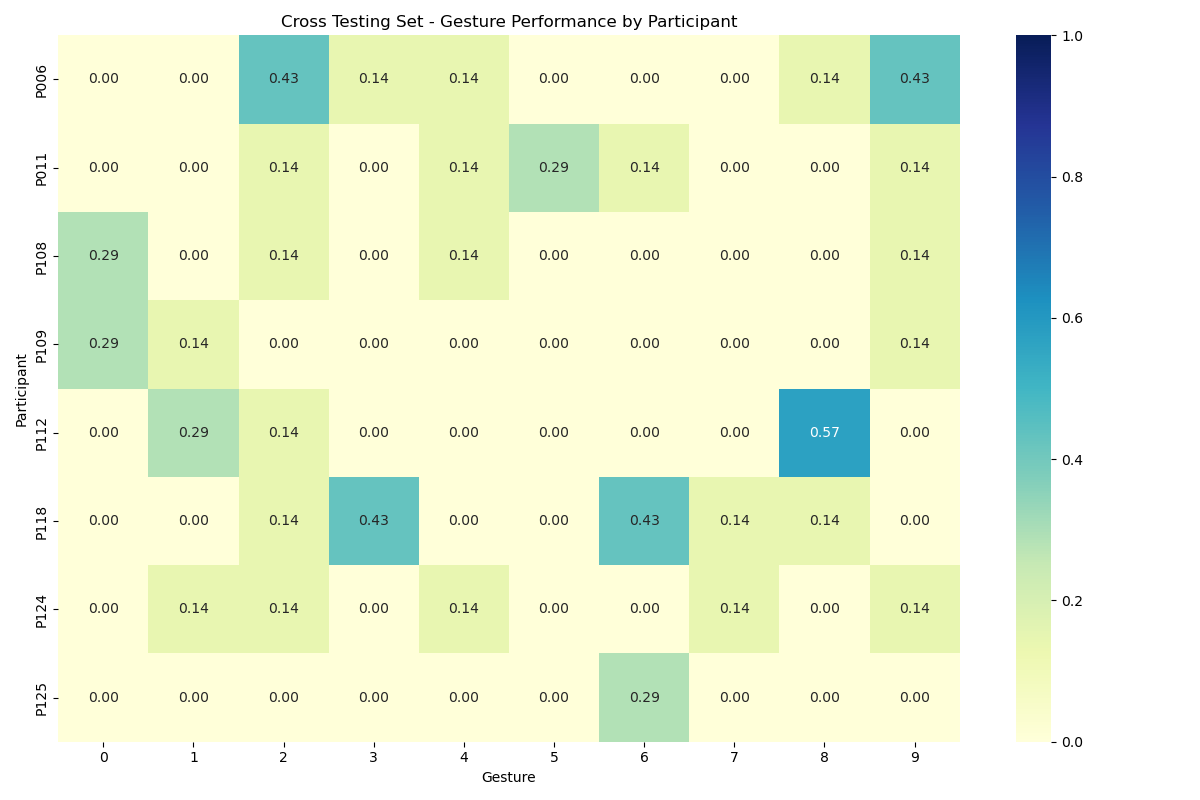 Cross Testing Set - Gesture Performance by Participant
Participant
P006 0.00 0.00 0.43 0.14 0.14 0.00 0.00 0.00 0.14 0.43
P011 0.00 0.00 0.14 0.00 0.14 0.29 0.14 0.00 0.00 0.14
P108 0.29 0.00 0.14 0.00 0.14 0.00 0.00 0.00 0.00 0.14
P109 0.29 0.14 0.00 0.00 0.00 0.00 0.00 0.00 0.00 0.14
P112 0.00 0.29 0.14 0.00 0.00 0.00 0.00 0.00 0.57 0.00
P118 0.00 0.00 0.14 0.43 0.00 0.00 0.43 0.14 0.14 0.00
P124 0.00 0.14 0.14 0.00 0.14 0.00 0.00 0.14 0.00 0.14
P125 0.00 0.00 0.00 0.00 0.00 0.00 0.29 0.00 0.00 0.00
0 1 2 3 4 5 6 7 8 9
Gesture
1.0
0.8
0.6
0.4
0.2
0.0